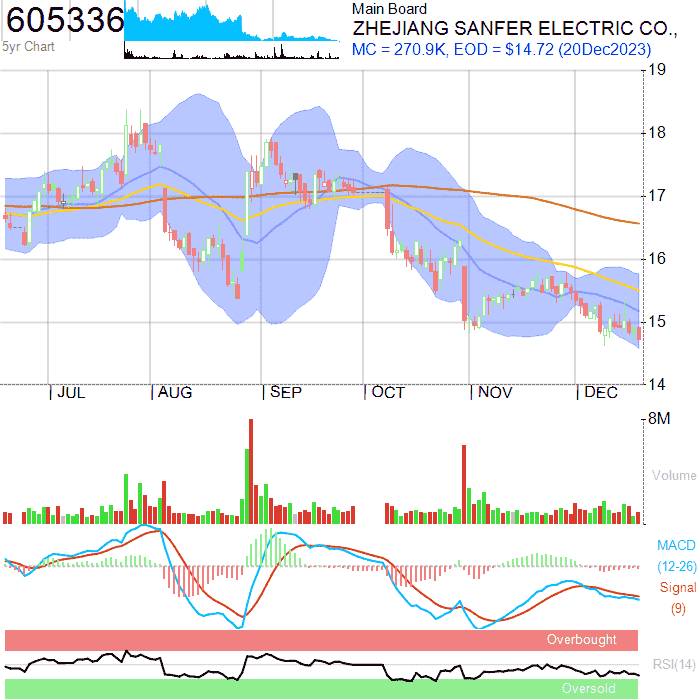 605336
5yr Chart
Main Board
ZHEJIANG SANFER ELECTRIC CO.,
MC = 270.9K, EOD = $14.72 (20Dec2023)
19
18
17
16
15
14
JUL
AUG
SEP
OCT
NOV
DEC
8M
Volume
MACD
(12-26)
Signal
(9)
Overbought
RSI(14)
Oversold